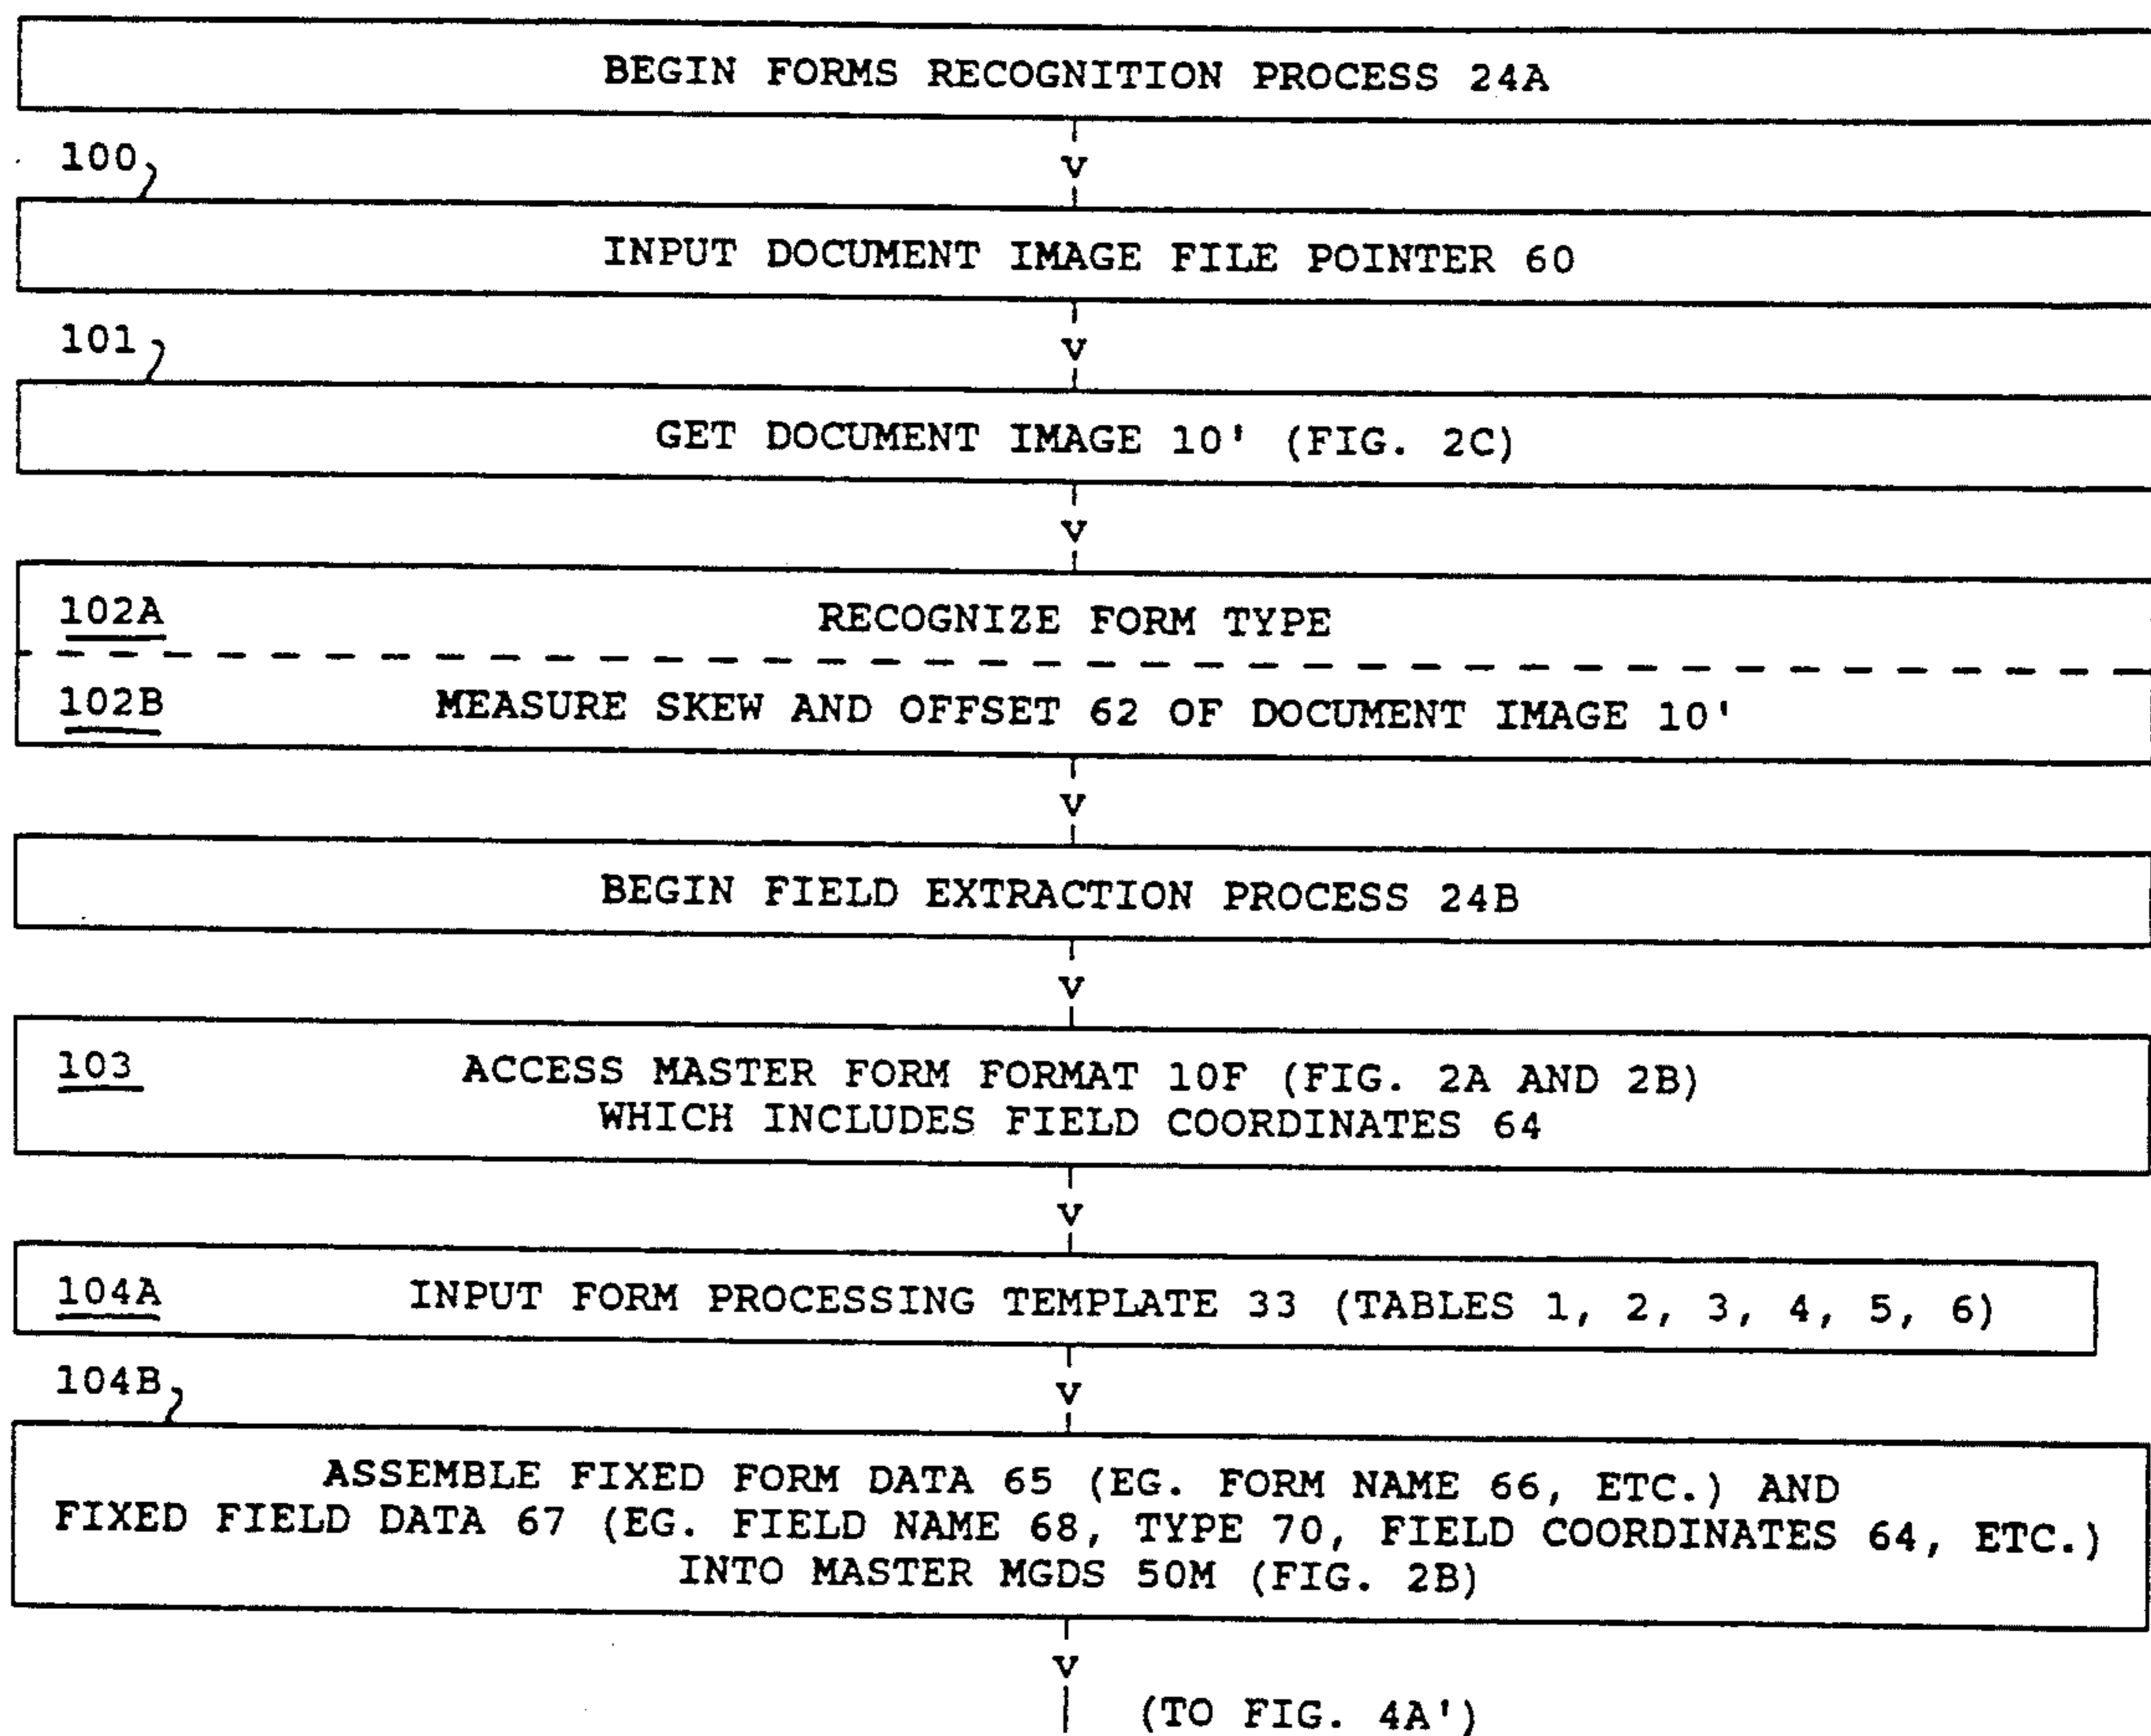 BEGIN FORMS RECOGNITION PROCESS 24A
100
INPUT DOCUMENT IMAGE FILE POINTER 60
101
GET DOCUMENT IMAGE 10' (FIG. 2C)
102A RECOGNIZE FORM TYPE
102B MEASURE SKEW AND OFFSET 62 OF DOCUMENT IMAGE 10'
BEGIN FIELD EXTRACTION PROCESS 24B
103 ACCESS MASTER FORM FORMAT 10F (FIG. 2A AND 2B)
WHICH INCLUDES FIELD COORDINATES 64
104A INPUT FORM PROCESSING TEMPLATE 33 (TABLES 1, 2, 3, 4, 5, 6)
104B
ASSEMBLE FIXED FORM DATA 65 (EG. FORM NAME 66, ETC.) AND
FIXED FIELD DATA 67 (EG. FIELD NAME 68, TYPE 70, FIELD COORDINATES 64, ETC.)
INTO MASTER MGDS 50M (FIG. 2B)
(TO FIG. 4A')